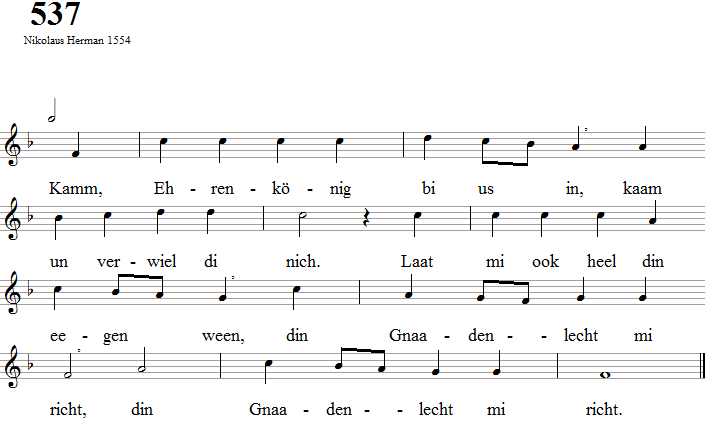 537
Nikolaus Herman 1554
Kamm, Eh - ren - kö - nig bi us in, kaam
un ver - wiel di nich. Laat mi ook heel din
ee - gen ween, din Gnaa - den - - lecht mi
richt, din Gnaa - den - - lecht mi richt.